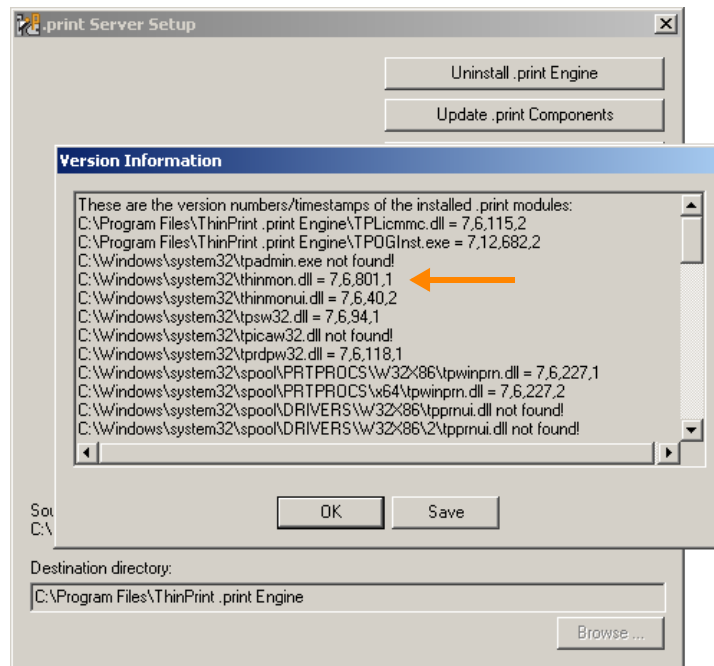 .print Server Setup
Uninstall .print Engine
Update .print Components
Version Information
These are the version numbers/timestamps of the installed .print modules:
C:\Program Files\ThinPrint .print Engine\TPLicmmc.dll = 7,6,115,2
C:\Program Files\ThinPrint .print Engine\TPOGInst.exe = 7,12,682,2
C:\Windows\system32\tpadmin.exe not found!
C:\Windows\system32\thinmon.dll = 7,6,801,1
C:\Windows\system32\thinmonui.dll = 7,6,40,2
C:\Windows\system32\tpsw32.dll = 7,6,94,1
C:\Windows\system32\tpicaw32.dll not found!
C:\Windows\system32\tprdpw32.dll = 7,6,118,1
C:\Windows\system32\spool\PRTPROCS\W32X86\tpwinprn.dll = 7,6,227,1
C:\Windows\system32\spool\PRTPROCS\x64\tpwinprn.dll = 7,6,227,2
C:\Windows\system32\spool\DRIVERS\W32X86\tpprnui.dll not found!
C:\Windows\system32\spool\DRIVERS\W32X86\2\tpprnui.dll not found!
OK
Save
Sou
C:\
Destination directory:
C:\Program Files\ThinPrint .print Engine
Browse ...